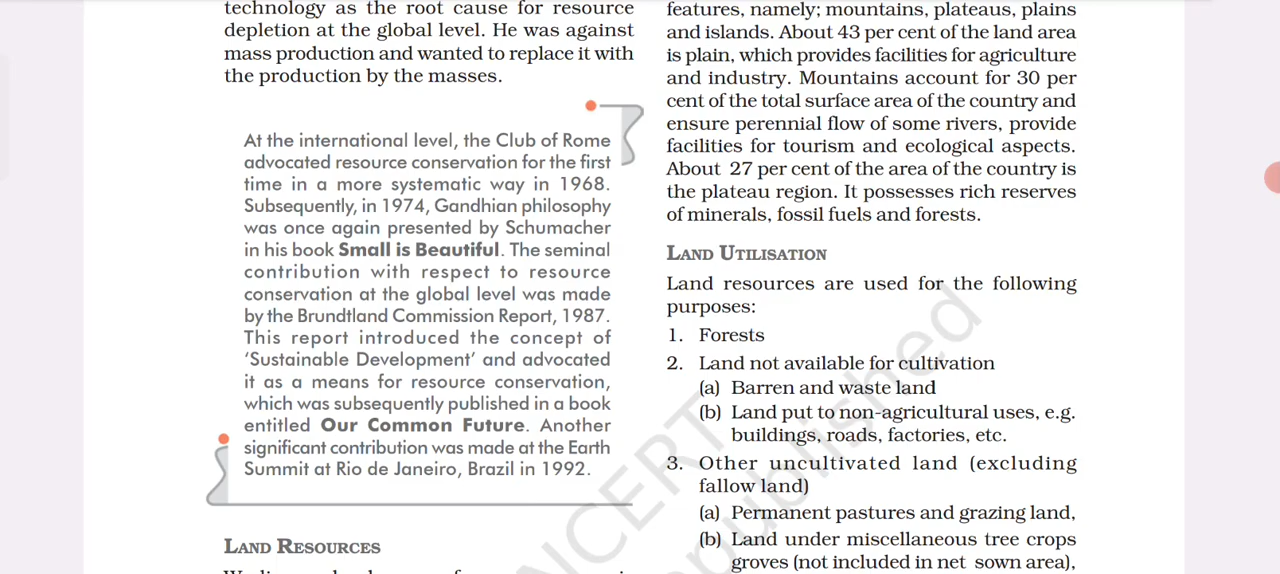 technology as the root cause for resource
depletion at the global level. He was against
mass production and wanted to replace it with
the production by the masses.
At the international level, the Club of Rome
advocated resource conservation for the first
time in a more systematic way in 1968.
Subsequently, in 1974, Gandhian philosophy
was once again presented by Schumacher
in his book Small is Beautiful. The seminal
contribution with respect to resource
conservation at the global level was made
by the Brundtland Commission Report, 1987.
This report introduced the concept of
‘Sustainable Development’ and advocated
it as a means for resource conservation,
which was subsequently published in a book
entitled Our Common Future. Another
significant contribution was made at the Earth
Summit at Rio de Janeiro, Brazil in 1992.
LAND RESOURCES
features, namely; mountains, plateaus, plains
and islands. About 43 per cent of the land area
is plain, which provides facilities for agriculture
and industry. Mountains account for 30 per
cent of the total surface area of the country and
ensure perennial flow of some rivers, provide
facilities for tourism and ecological aspects.
About 27 per cent of the area of the country is
the plateau region. It possesses rich reserves
of minerals, fossil fuels and forests.
LAND UTILISATION
Land resources are used for the following
purposes:
1. Forests
2. Land not available for cultivation
(a) Barren and waste land
(b) Land put to non-agricultural uses, e.g.
buildings, roads, factories, etc.
3. Other uncultivated land (excluding
fallow land)
(a) Permanent pastures and grazing land,
(b) Land under miscellaneous tree crops
groves (not included in net sown area),
NCERT
republished